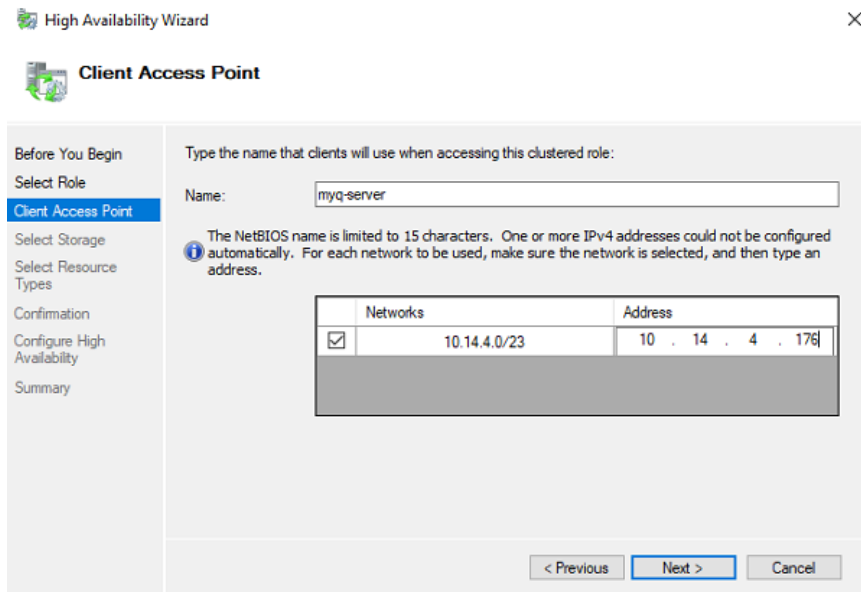 High Availability Wizard
Client Access Point
Before You Begin
Select Role
Client Access Point
Select Storage
Select Resource
Types
Confirmation
Configure High
Availability
Summary
Type the name that clients will use when accessing this clustered role:
Name: myq-server
The NetBIOS name is limited to 15 characters. One or more IPv4 addresses could not be configured
automatically. For each network to be used, make sure the network is selected, and then type an
address.
Networks Address
10.14.4.0/23 10 . 14 . 4 . 176
< Previous Next > Cancel